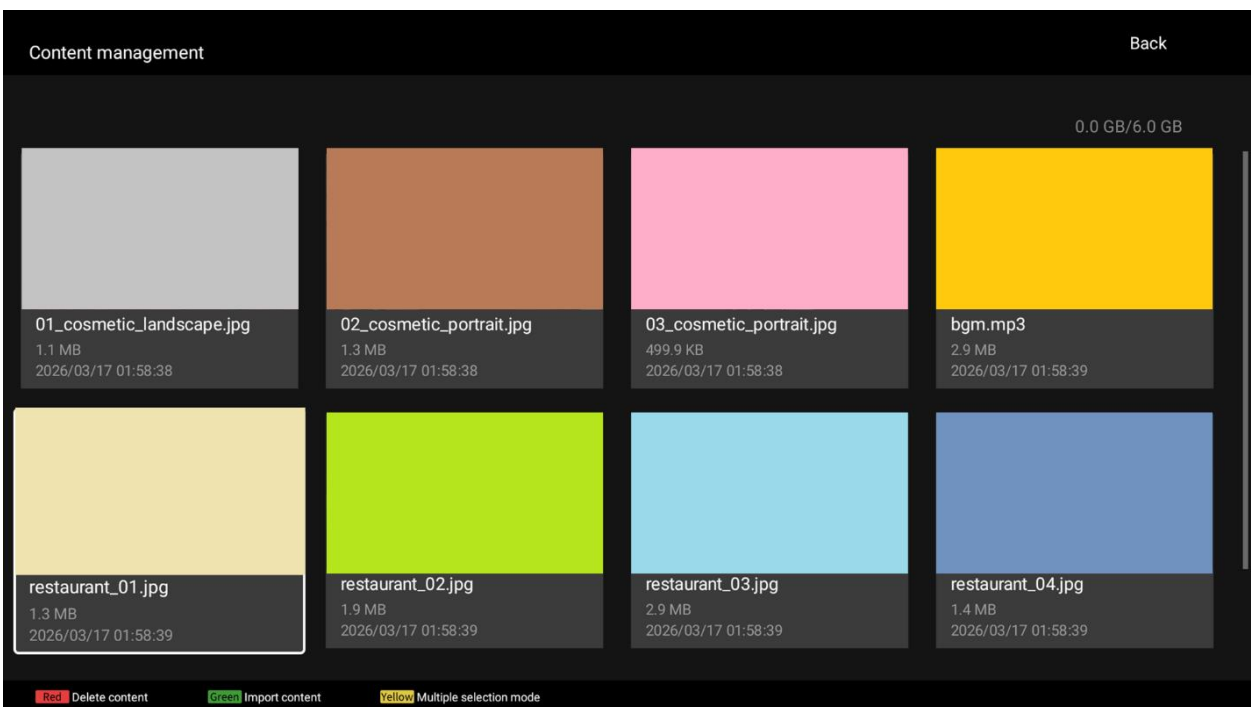 Content management
Back
0.0 GB/6.0 GB
01_cosmetic_landscape.jpg
1.1 MB
2026/03/17 01:58:38
02_cosmetic_portrait.jpg
1.3 MB
2026/03/17 01:58:38
03_cosmetic_portrait.jpg
499.9 KB
2026/03/17 01:58:38
bgm.mp3
2.9 MB
2026/03/17 01:58:39
restaurant_01.jpg
1.3 MB
2026/03/17 01:58:39
restaurant_02.jpg
1.9 MB
2026/03/17 01:58:39
restaurant_03.jpg
2.9 MB
2026/03/17 01:58:39
restaurant_04.jpg
1.4 MB
2026/03/17 01:58:39
Red Delete content
Green Import content
Yellow Multiple selection mode